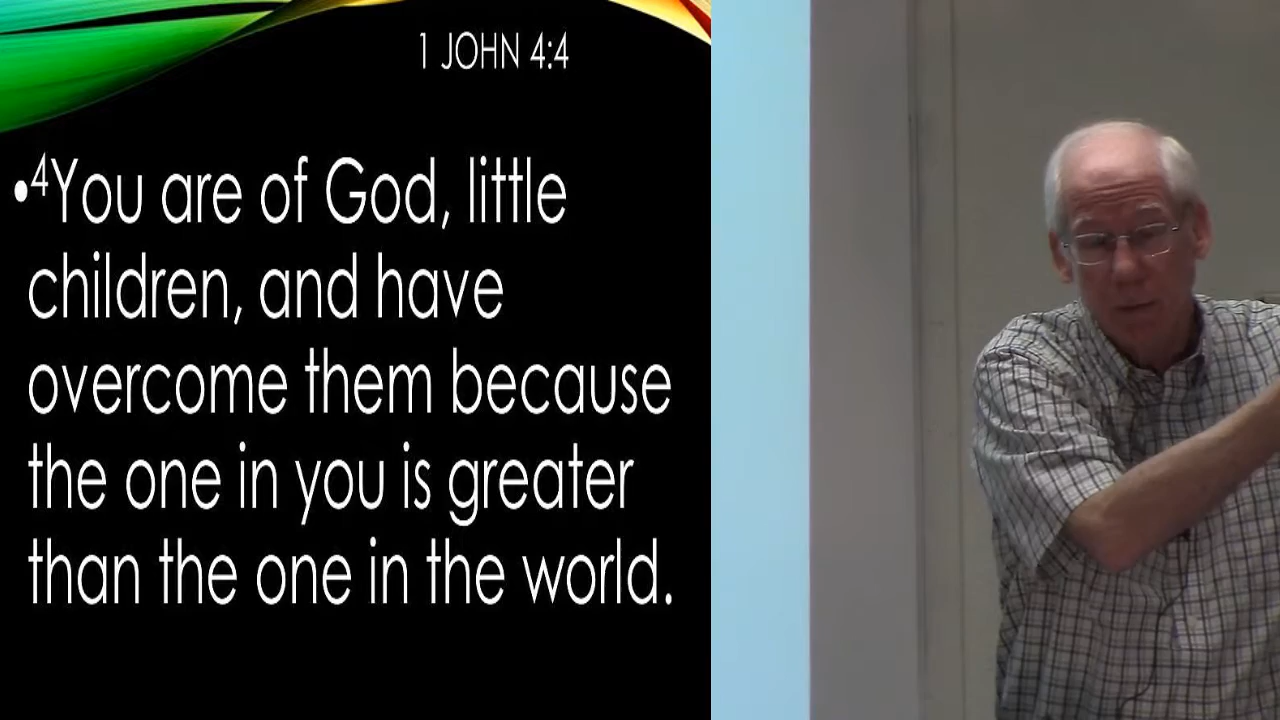 1 JOHN 4:4
•⁴You are of God, little
children, and have
overcome them because
the one in you is greater
than the one in the world.